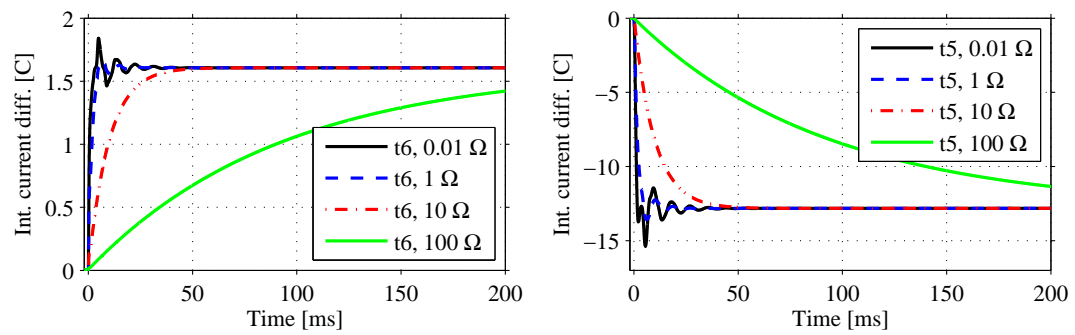 Int. current diff. [C]
2
1.5
1
0.5
0
t6, 0.01 Ω
t6, 1 Ω
t6, 10 Ω
t6, 100 Ω
0
50
100
150
200
Time [ms]
Int. current diff. [C]
0
−5
−10
−15
t5, 0.01 Ω
t5, 1 Ω
t5, 10 Ω
t5, 100 Ω
0
50
100
150
200
Time [ms]